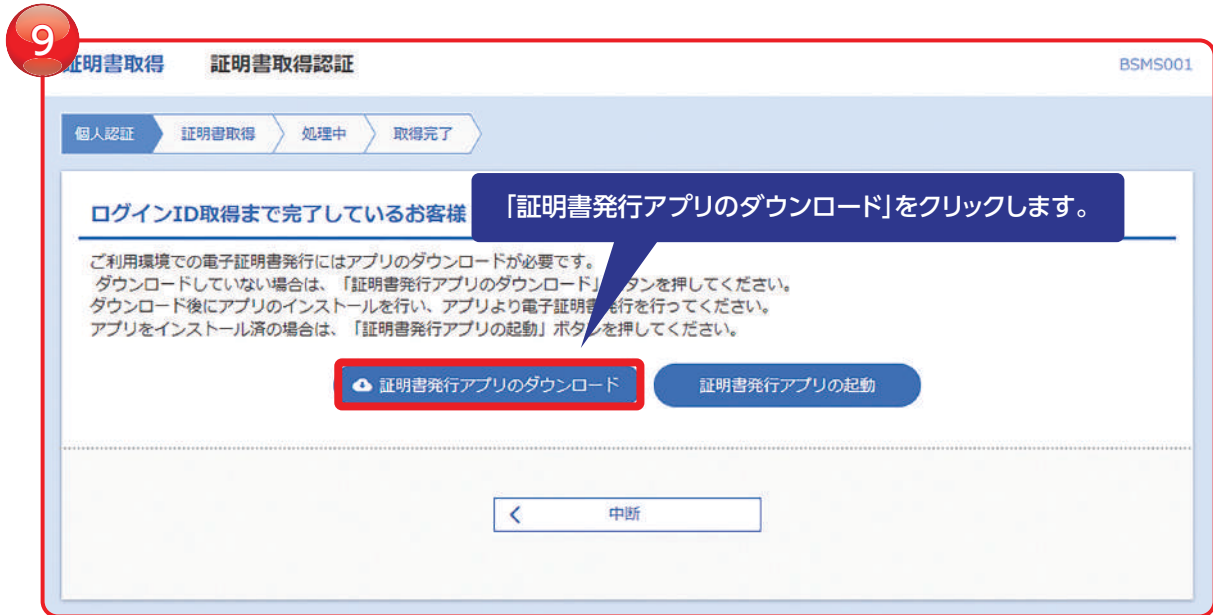 9
証明書取得 証明書取得認証 BSMS001
個人認証 証明書取得 処理中 取得完了
ログインID取得まで完了しているお客様
「証明書発行アプリのダウンロード」をクリックします。
ご利用環境での電子証明書発行にはアプリのダウンロードが必要です。
ダウンロードしていない場合は、「証明書発行アプリのダウンロード」ボタンを押してください。
ダウンロード後にアプリのインストールを行い、アプリより電子証明書発行を行ってください。
アプリをインストール済の場合は、「証明書発行アプリの起動」ボタンを押してください。
証明書発行アプリのダウンロード 証明書発行アプリの起動
中断